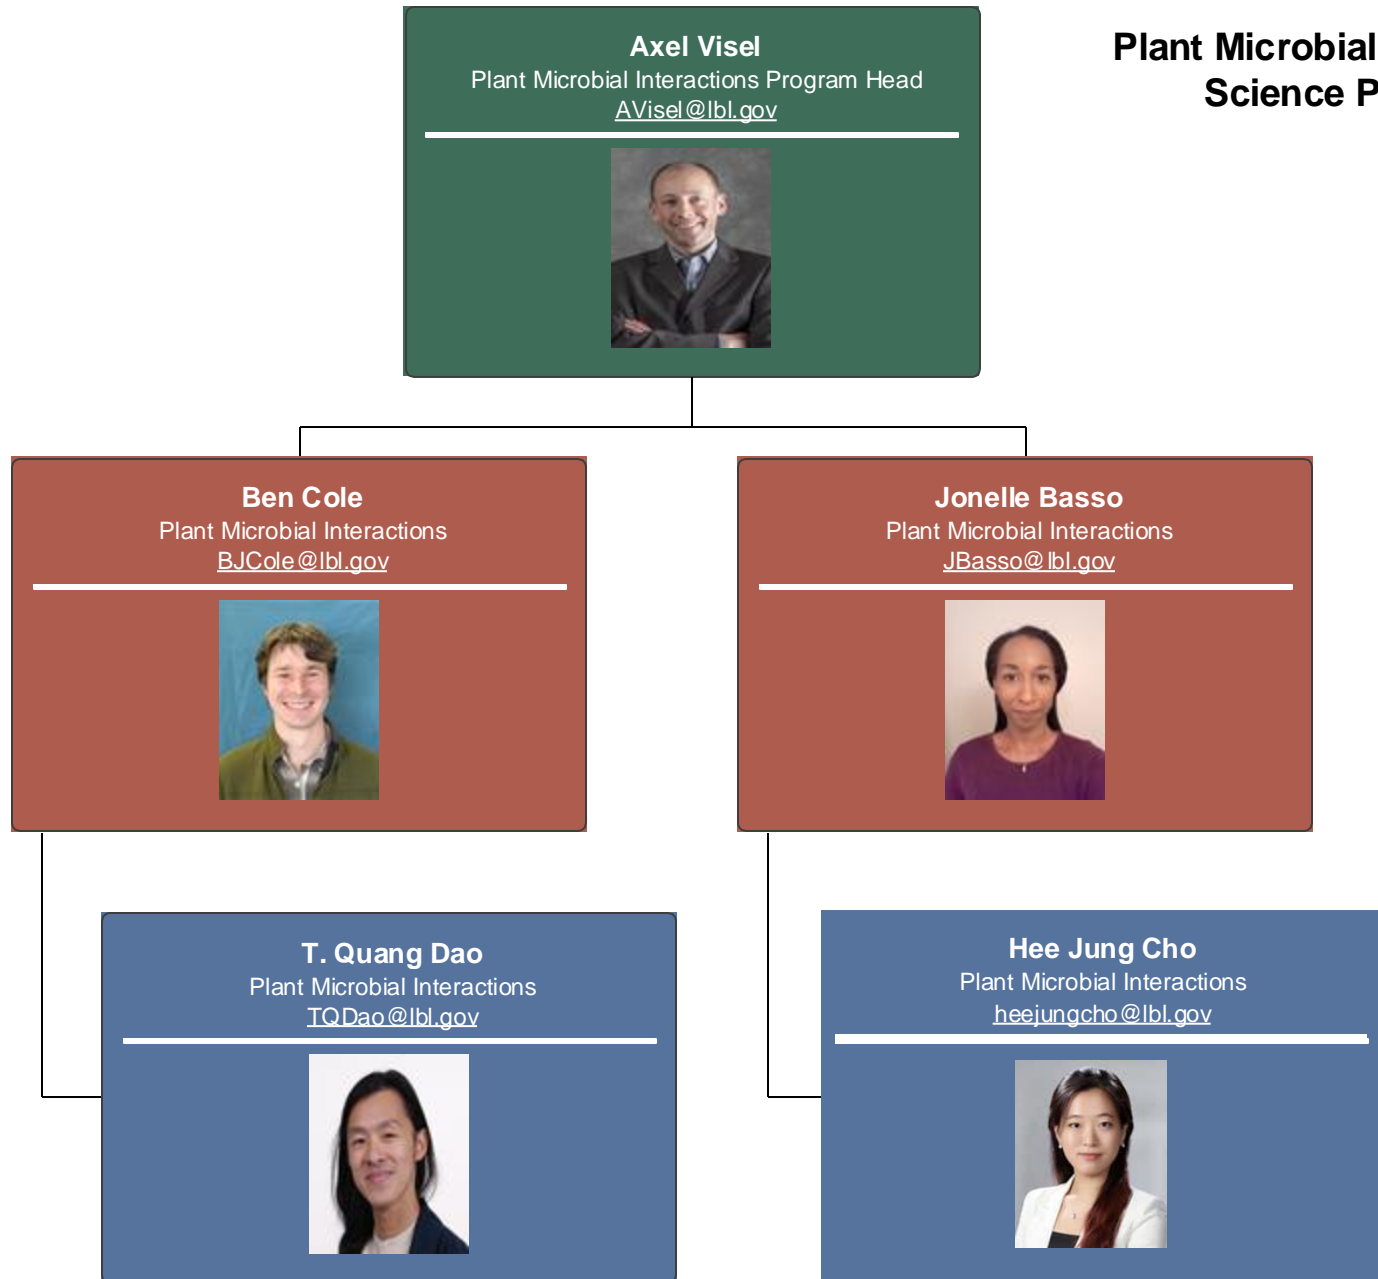 Axel Visel
Plant Microbial Interactions Program Head
AVisel@lbl.gov
Plant Microbial
Science P
Ben Cole
Plant Microbial Interactions
BJCole@lbl.gov
Jonelle Basso
Plant Microbial Interactions
JBasso@lbl.gov
T. Quang Dao
Plant Microbial Interactions
TQDao@lbl.gov
Hee Jung Cho
Plant Microbial Interactions
heejungcho@lbl.gov